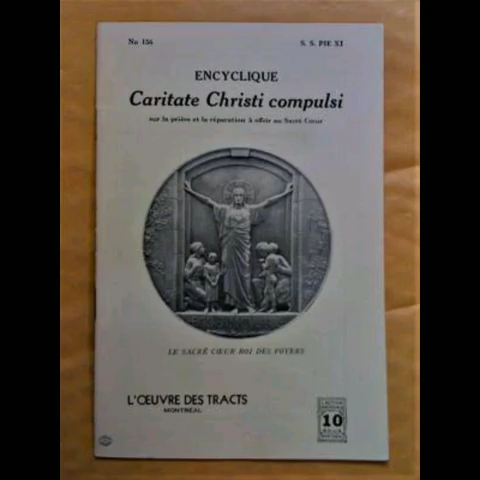 No 156
S. S. PIE XI
ENCYCLIQUE
Caritate Christi compulsi
sur la prière et la réparation à offrir au Sacré Cœur
LE SACRÉ CŒUR ROI DES FOYERS
L'ŒUVRE DES TRACTS
MONTRÉAL
10